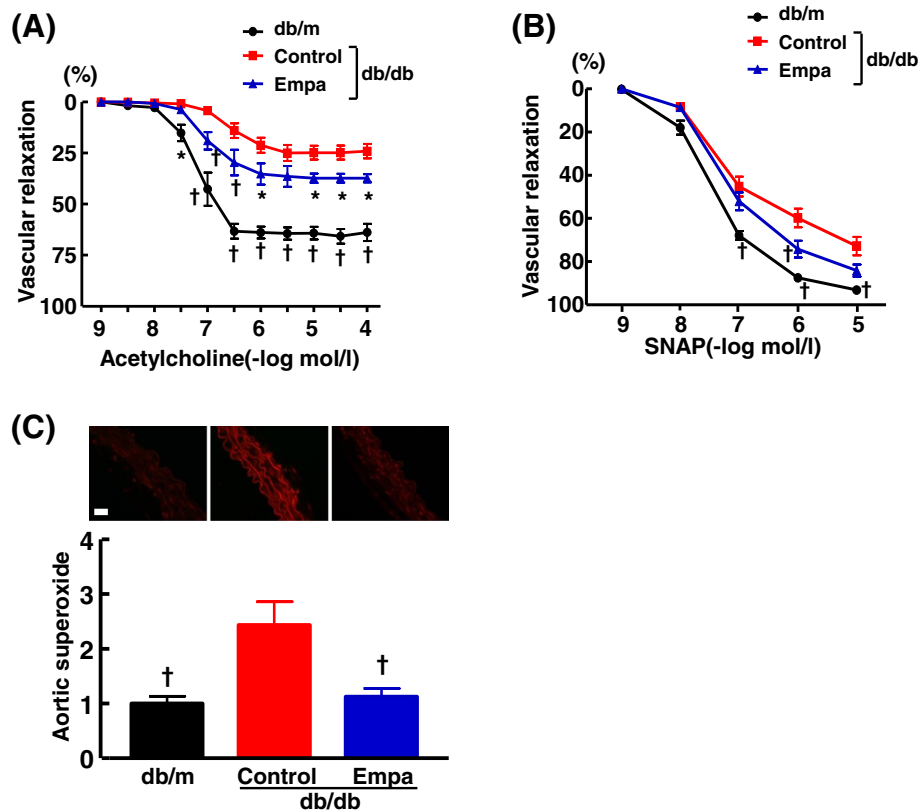 (A)
db/m
Control
Empa
db/db
(%)
Vascular relaxation
0
25
50
75
100
* † † † * * * *
† † † † † † †
9 8 7 6 5 4
Acetylcholine(-log mol/l)
(B)
db/m
Control
Empa
db/db
(%)
Vascular relaxation
0
20
40
60
80
100
† † † †
9 8 7 6 5
SNAP(-log mol/l)
(C)
Aortic superoxide
4
3
2
1
0
† †
db/m Control Empa
db/db